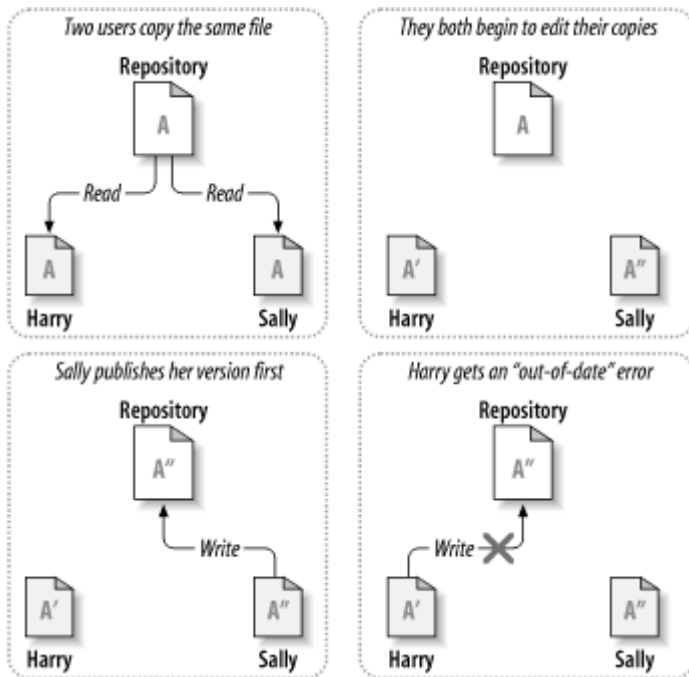 Two users copy the same file
Repository
A
Read Read
A A
Harry Sally
They both begin to edit their copies
Repository
A
A′ A″
Harry Sally
Sally publishes her version first
Repository
A″
Write
A′ A″
Harry Sally
Harry gets an “out-of-date” error
Repository
A″
Write
A′ A″
Harry Sally